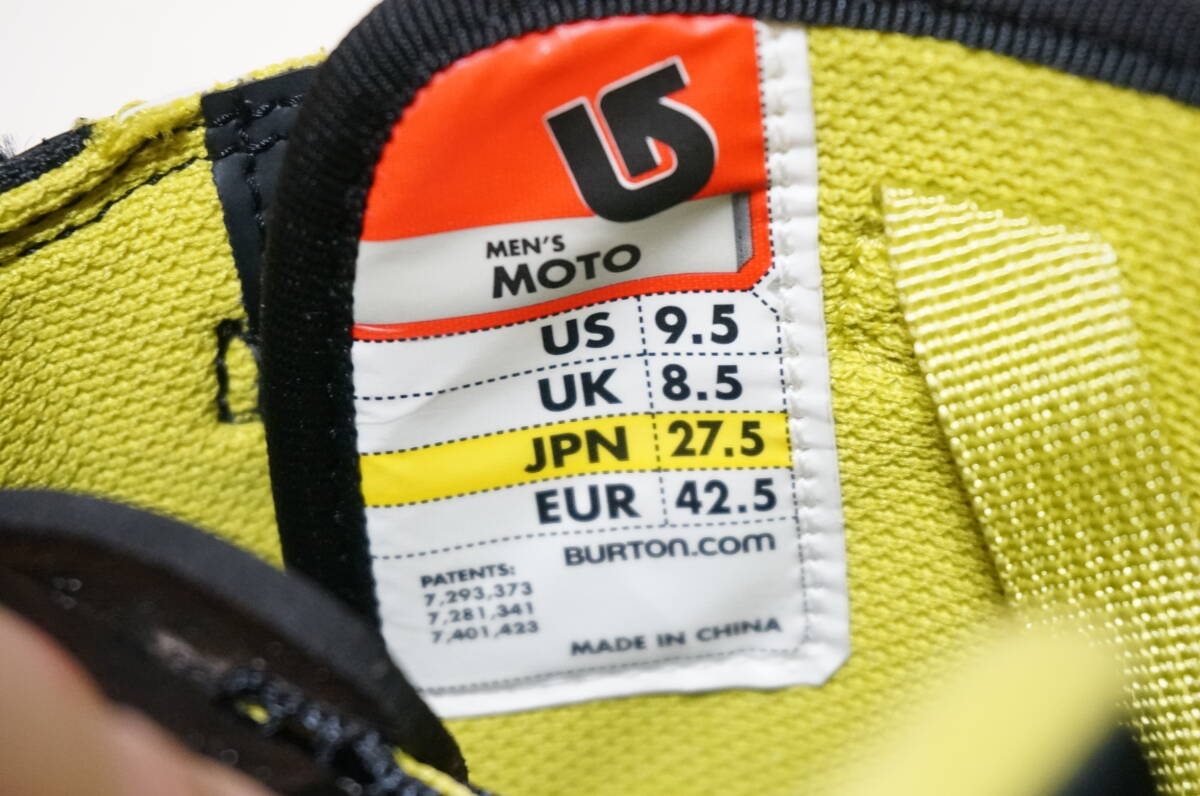 MEN'S
MOTO
US 9.5
UK 8.5
JPN 27.5
EUR 42.5
BURTON.COM
PATENTS:
7,293,373
7,281,341
7,401,423
MADE IN CHINA